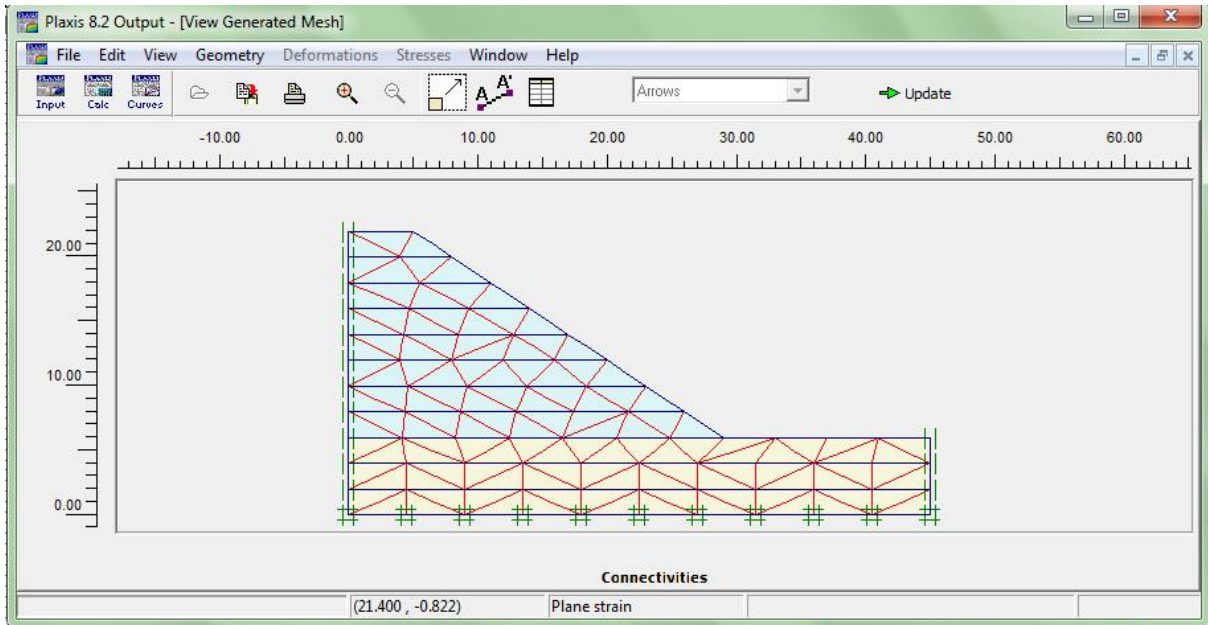 Plaxis 8.2 Output - [View Generated Mesh]
File Edit View Geometry Deformations Stresses Window Help
Input Calc Curves A A' Arrows Update
-10.00 0.00 10.00 20.00 30.00 40.00 50.00 60.00
20.00
10.00
0.00
Connectivities
(21.400 , -0.822) Plane strain